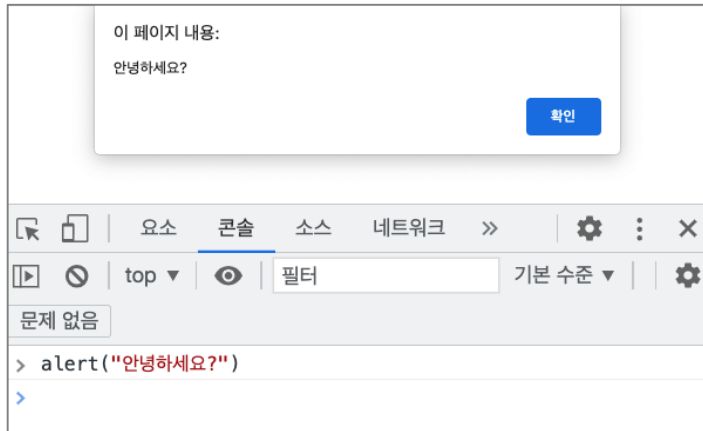 이 페이지 내용:
안녕하세요?
확인
요소 콘솔 소스 네트워크 »
top ▼ 필터 기본 수준 ▼
문제 없음
> alert("안녕하세요?")
>